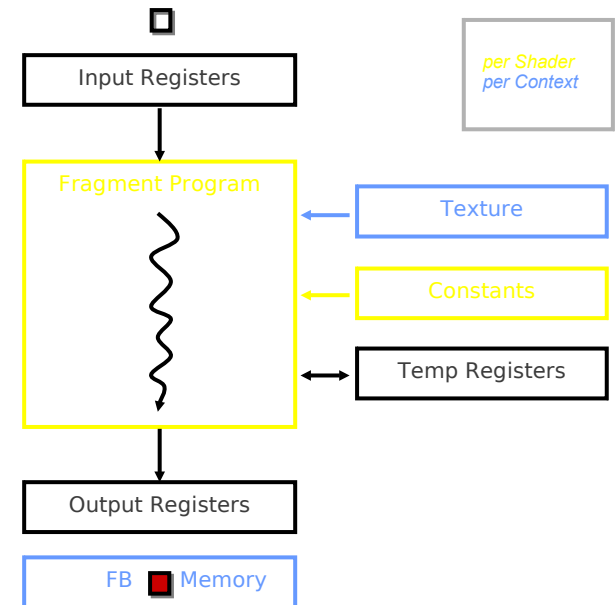 Input Registers
per Shader
per Context
Fragment Program
Texture
Constants
Temp Registers
Output Registers
FB Memory